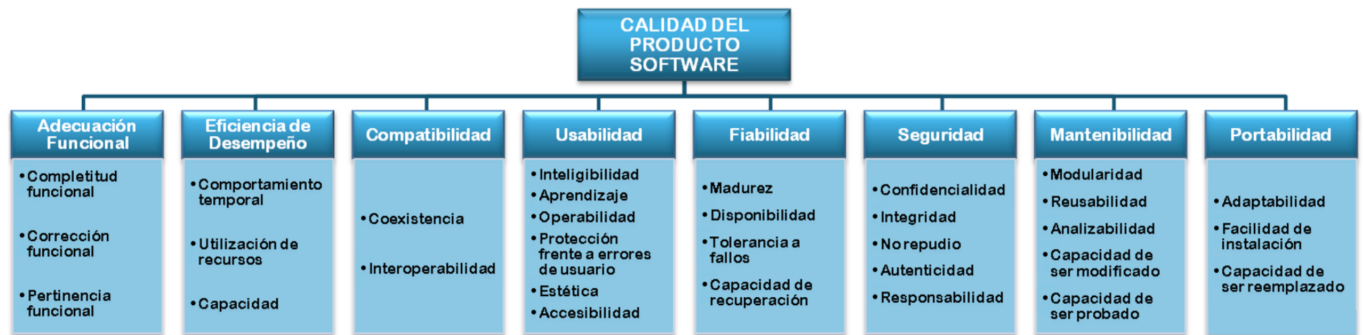 CALIDAD DEL
PRODUCTO
SOFTWARE
Adecuación
Funcional
• Completitud
funcional
• Corrección
funcional
• Pertinencia
funcional
Eficiencia de
Desempeño
• Comportamiento
temporal
• Utilización de
recursos
• Capacidad
Compatibilidad
• Coexistencia
• Interoperabilidad
Usabilidad
• Inteligibilidad
• Aprendizaje
• Operabilidad
• Protección
frente a errores
de usuario
• Estética
• Accesibilidad
Fiabilidad
• Madurez
• Disponibilidad
• Tolerancia a
fallos
• Capacidad de
recuperación
Seguridad
• Confidencialidad
• Integridad
• No repudio
• Autenticidad
• Responsabilidad
Mantenibilidad
• Modularidad
• Reusabilidad
• Analizabilidad
• Capacidad de
ser modificado
• Capacidad de
ser probado
Portabilidad
• Adaptabilidad
• Facilidad de
instalación
• Capacidad de
ser reemplazado